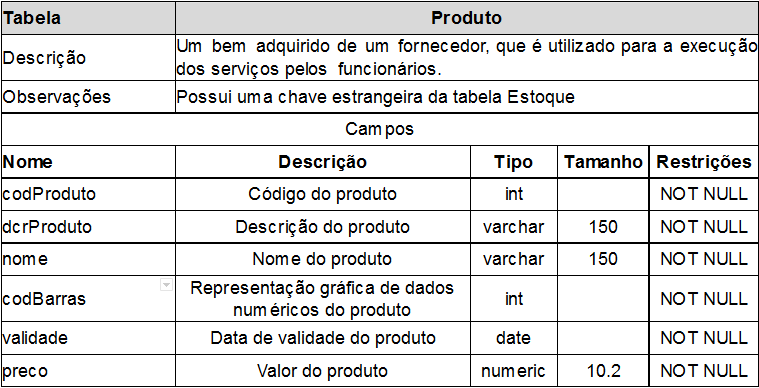 Tabela Produto
Descrição Um bem adquirido de um fornecedor, que é utilizado para a execução
dos serviços pelos funcionários.
Observações Possui uma chave estrangeira da tabela Estoque
Campos
Nome Descrição Tipo Tamanho Restrições
codProduto Código do produto int NOT NULL
dcrProduto Descrição do produto varchar 150 NOT NULL
nome Nome do produto varchar 150 NOT NULL
codBarras Representação gráfica de dados
numéricos do produto int NOT NULL
validade Data de validade do produto date NOT NULL
preco Valor do produto numeric 10.2 NOT NULL